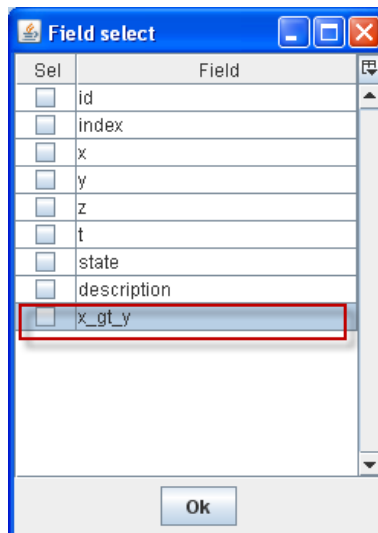 Field select
Sel Field
id
index
x
y
z
t
state
description
x_gt_y
Ok